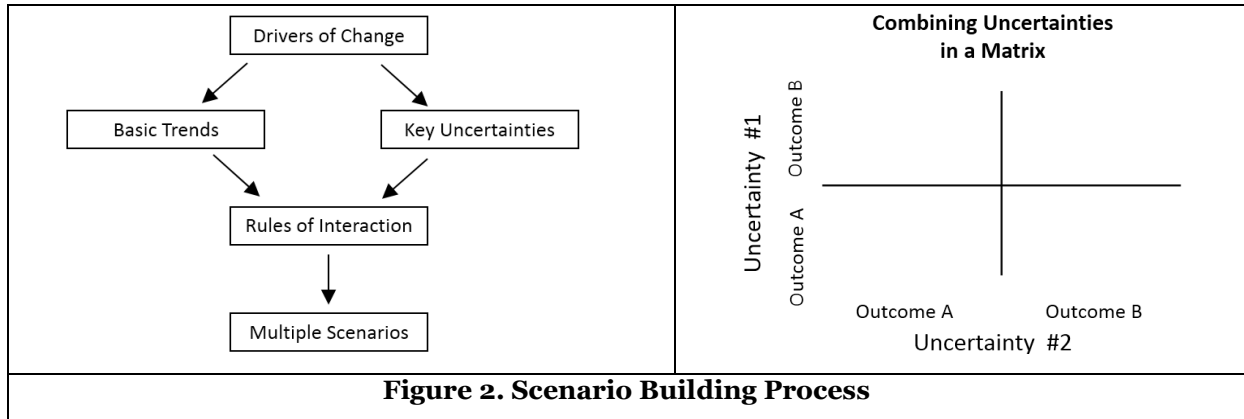 Drivers of Change
Basic Trends
Key Uncertainties
Rules of Interaction
Multiple Scenarios
Combining Uncertainties
in a Matrix
Uncertainty #1
Outcome B
Outcome A
Outcome A
Outcome B
Uncertainty #2
Figure 2. Scenario Building Process